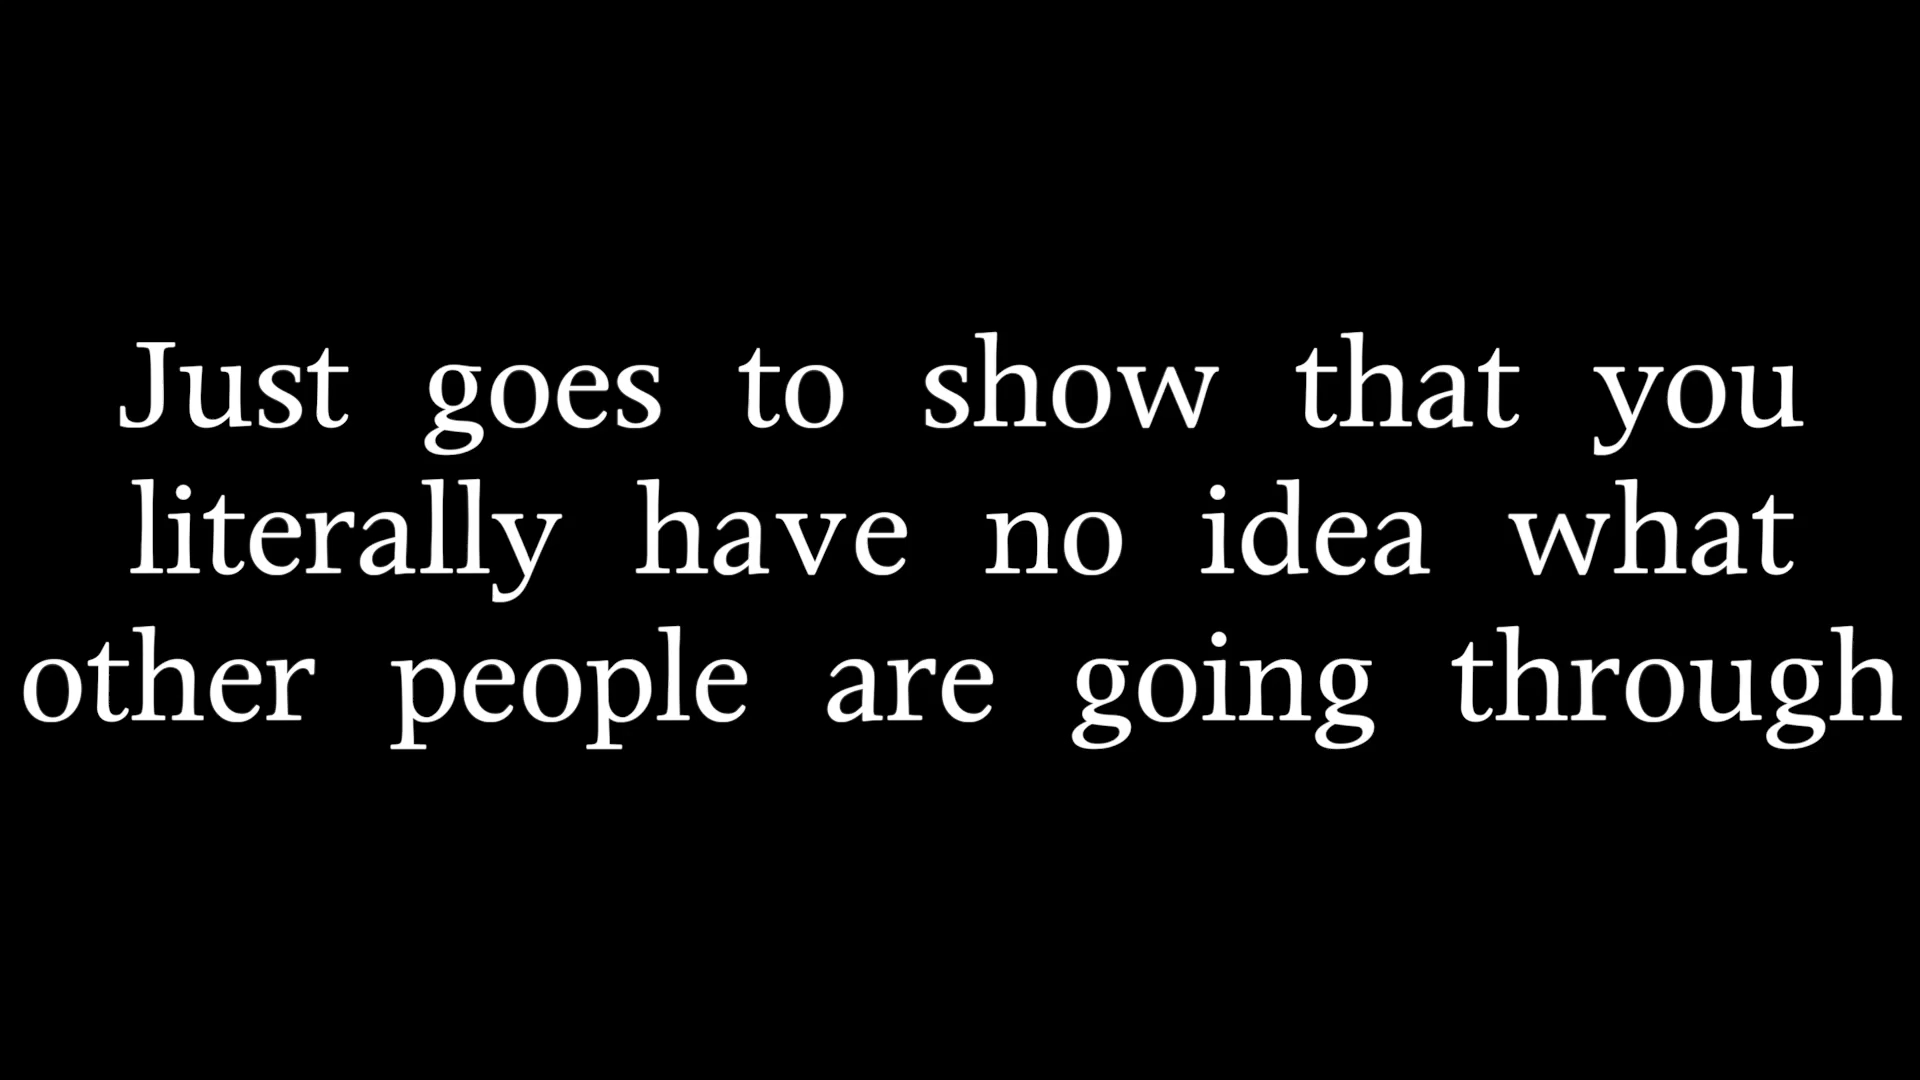 Just goes to show that you
literally have no idea what
other people are going through